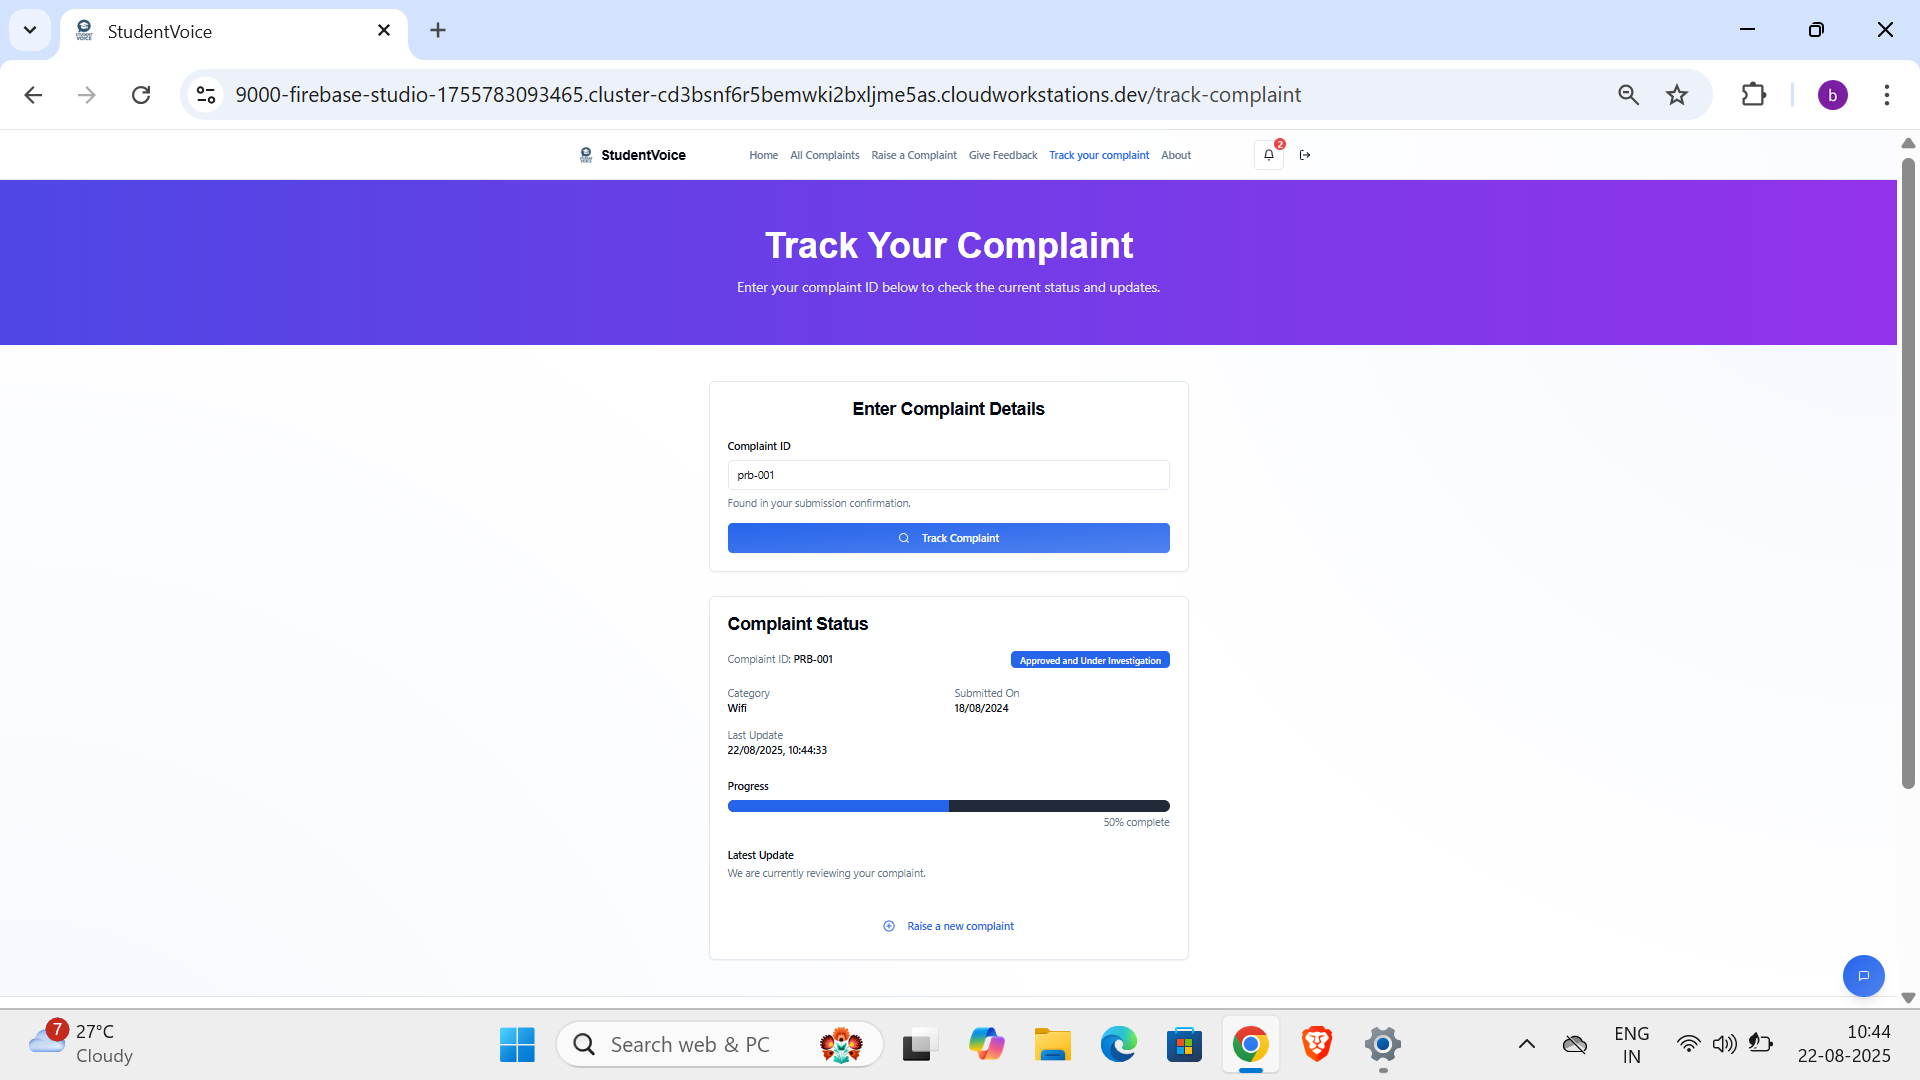 StudentVoice
9000-firebase-studio-1755783093465.cluster-cd3bsnf6r5bemwki2bxljme5as.cloudworkstations.dev/track-complaint
b
StudentVoice
Home All Complaints Raise a Complaint Give Feedback Track your complaint About
2
Track Your Complaint
Enter your complaint ID below to check the current status and updates.
Enter Complaint Details
Complaint ID
prb-001
Found in your submission confirmation.
Track Complaint
Complaint Status
Complaint ID: PRB-001 Approved and Under Investigation
Category Submitted On
Wifi 18/08/2024
Last Update
22/08/2025, 10:44:33
Progress
50% complete
Latest Update
We are currently reviewing your complaint.
Raise a new complaint
7 27°C
Cloudy
Search web & PC
ENG
IN
10:44
22-08-2025